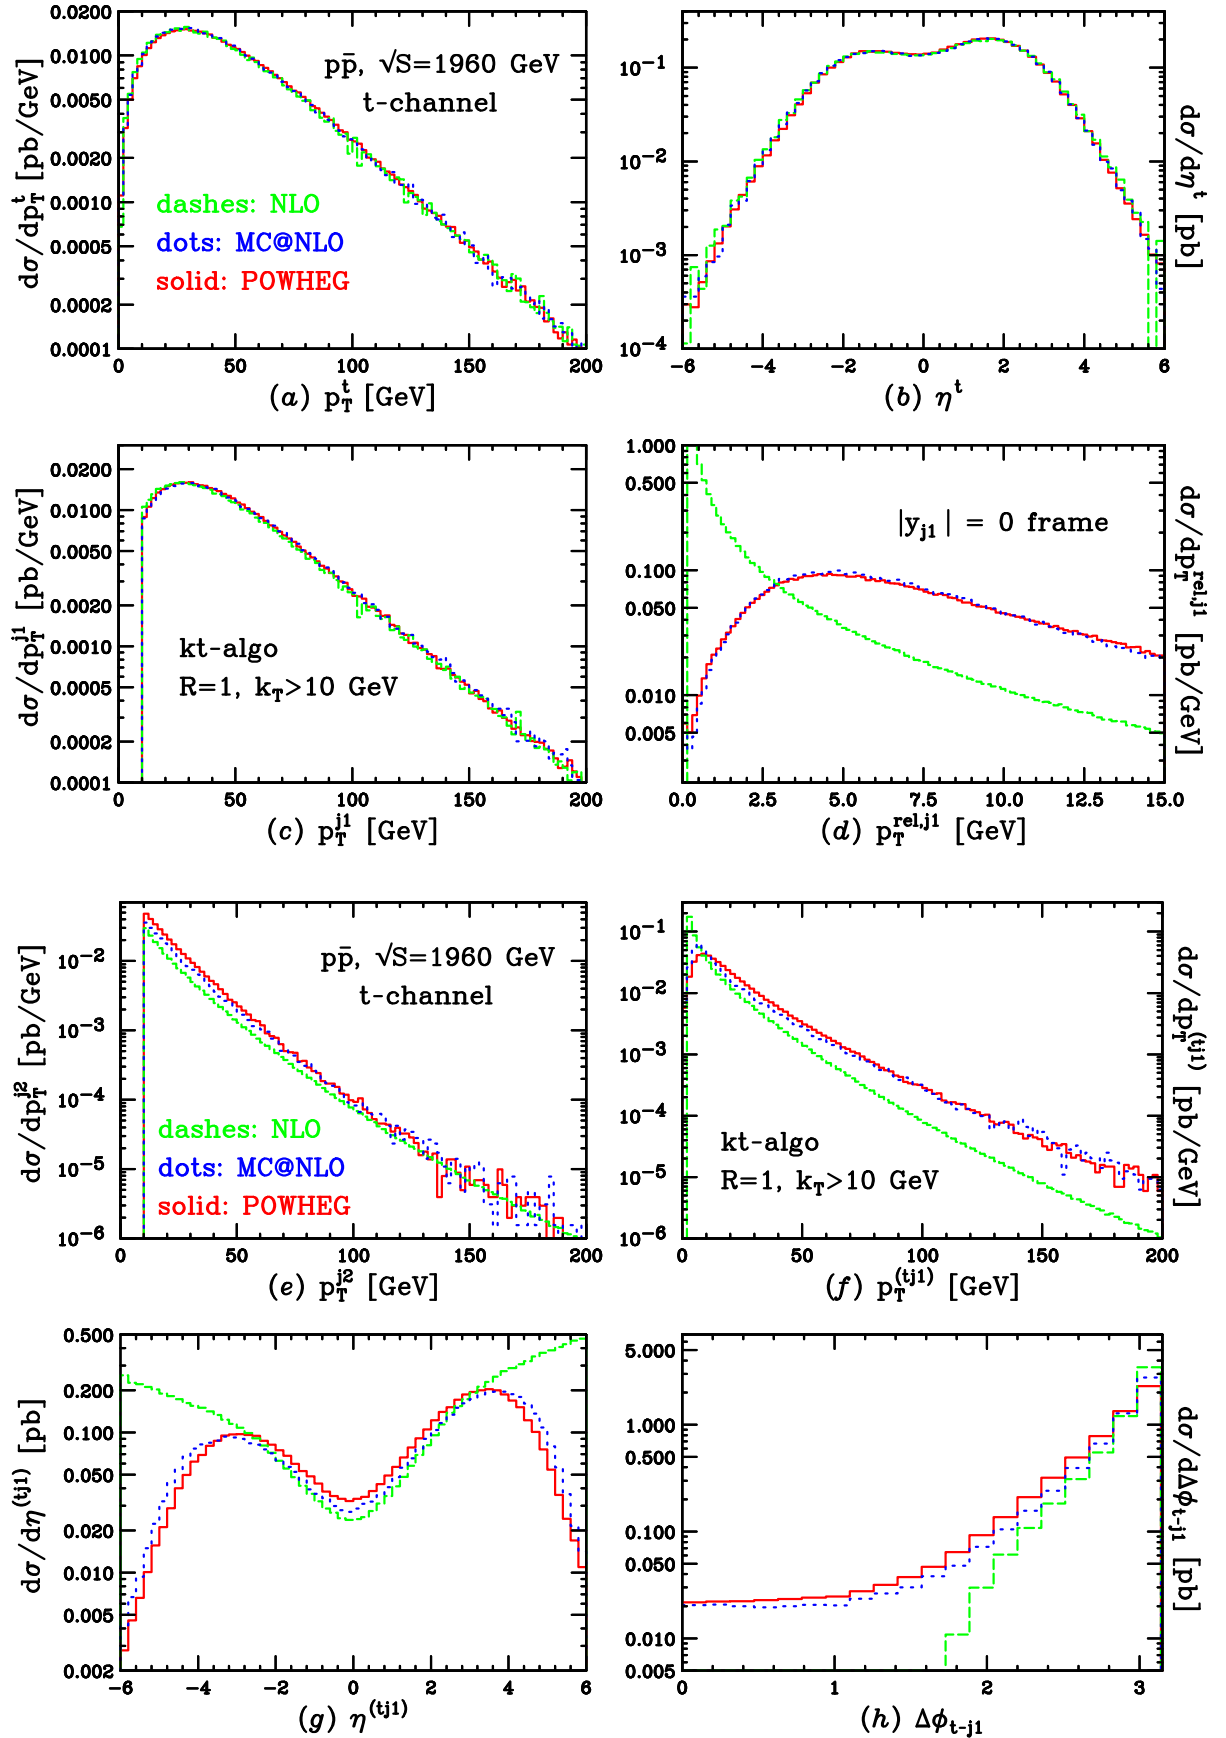 0.0200
0.0100
0.0050
0.0020
0.0010
0.0005
0.0002
0.0001
dσ/dp_T^t [pb/GeV]
pp̄, √S=1960 GeV
t-channel
dashes: NLO
dots: MC@NLO
solid: POWHEG
0 50 100 150 200
(a) p_T^t [GeV]
10^-1
10^-2
10^-3
10^-4
dσ/dη^t [pb]
-6 -4 -2 0 2 4 6
(b) η^t
0.0200
0.0100
0.0050
0.0020
0.0010
0.0005
0.0002
0.0001
dσ/dp_T^j1 [pb/GeV]
kt-algo
R=1, k_T>10 GeV
0 50 100 150 200
(c) p_T^j1 [GeV]
1.000
0.500
0.100
0.050
0.010
0.005
dσ/dp_T^rel,j1 [pb/GeV]
|y_j1| = 0 frame
0.0 2.5 5.0 7.5 10.0 12.5 15.0
(d) p_T^rel,j1 [GeV]
10^-2
10^-3
10^-4
10^-5
10^-6
dσ/dp_T^j2 [pb/GeV]
pp̄, √S=1960 GeV
t-channel
dashes: NLO
dots: MC@NLO
solid: POWHEG
0 50 100 150 200
(e) p_T^j2 [GeV]
10^-1
10^-2
10^-3
10^-4
10^-5
10^-6
dσ/dp_T^(tj1) [pb/GeV]
kt-algo
R=1, k_T>10 GeV
0 50 100 150 200
(f) p_T^(tj1) [GeV]
0.500
0.200
0.100
0.050
0.020
0.010
0.005
0.002
dσ/dη^(tj1) [pb]
-6 -4 -2 0 2 4 6
(g) η^(tj1)
5.000
1.000
0.500
0.100
0.050
0.010
0.005
dσ/dΔϕ_t-j1 [pb]
0 1 2 3
(h) Δϕ_t-j1